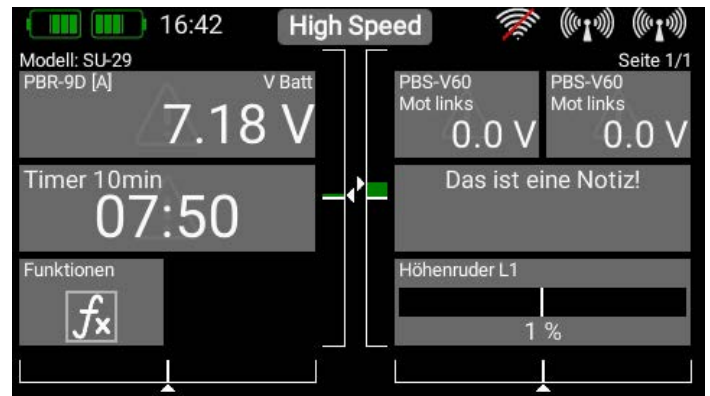 16:42 High Speed
Modell: SU-29 Seite 1/1
PBR-9D [A] V Batt
7.18 V
PBS-V60
Mot links
0.0 V
PBS-V60
Mot links
0.0 V
Timer 10min
07:50
Das ist eine Notiz!
Funktionen
fx
Höhenruder L1
1 %